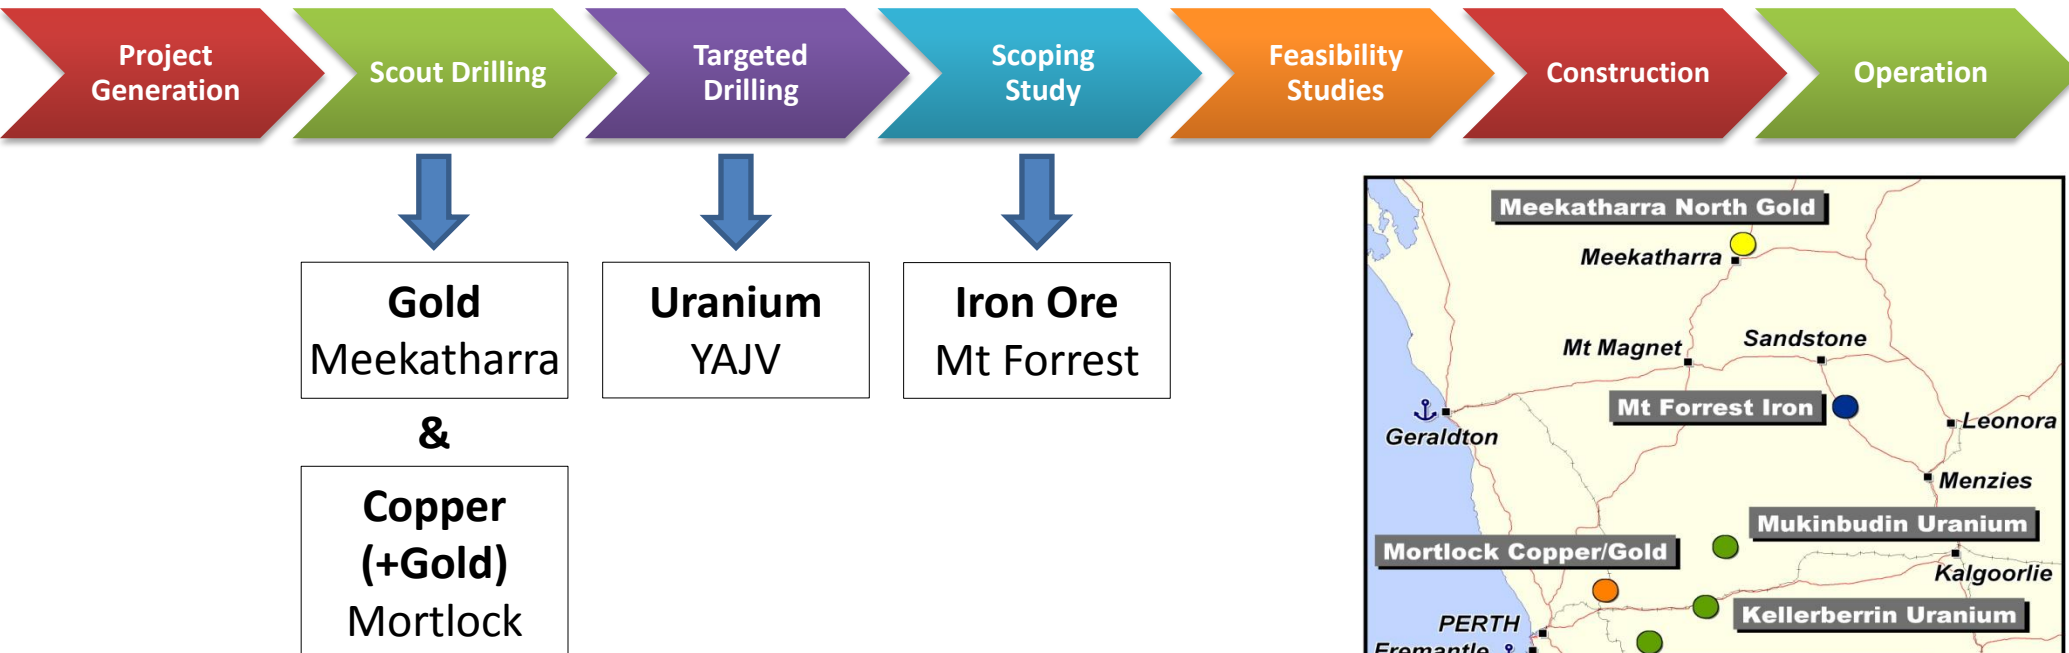 Project
Generation
Scout Drilling
Targeted
Drilling
Scoping
Study
Feasibility
Studies
Construction
Operation
Gold
Meekatharra
&
Copper
(+Gold)
Mortlock
Uranium
YAJV
Iron Ore
Mt Forrest
Meekatharra North Gold
Meekatharra
Mt Magnet
Sandstone
Mt Forrest Iron
Geraldton
Leonora
Menzies
Mukinbudin Uranium
Mortlock Copper/Gold
Kalgoorlie
Kellerberrin Uranium
PERTH
Fremantle